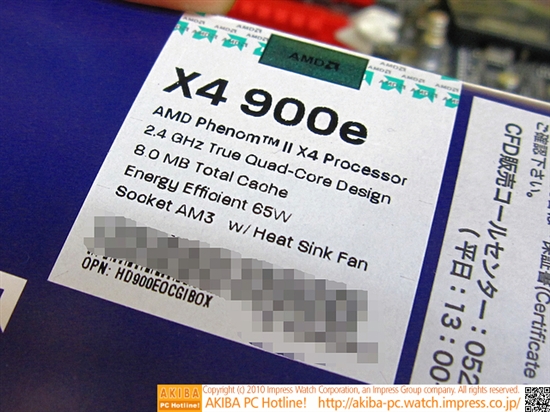 AMD
X4 900e
AMD Phenom™ II X4 Processor
2.4 GHz True Quad-Core Design
8.0 MB Total Cache
Energy Efficient 65W
Socket AM3 w/ Heat Sink Fan
OPN: HD900EOCGIBOX
ご確認下さい。
(Certificate
CFD販売コールセンター:052
(平日:13:00
AKIBA
PC Hotline!
Copyright (c) 2010 Impress Watch Corporation, an Impress Group company. All rights reserved.
AKIBA PC Hotline! http://akiba-pc.watch.impress.co.jp/